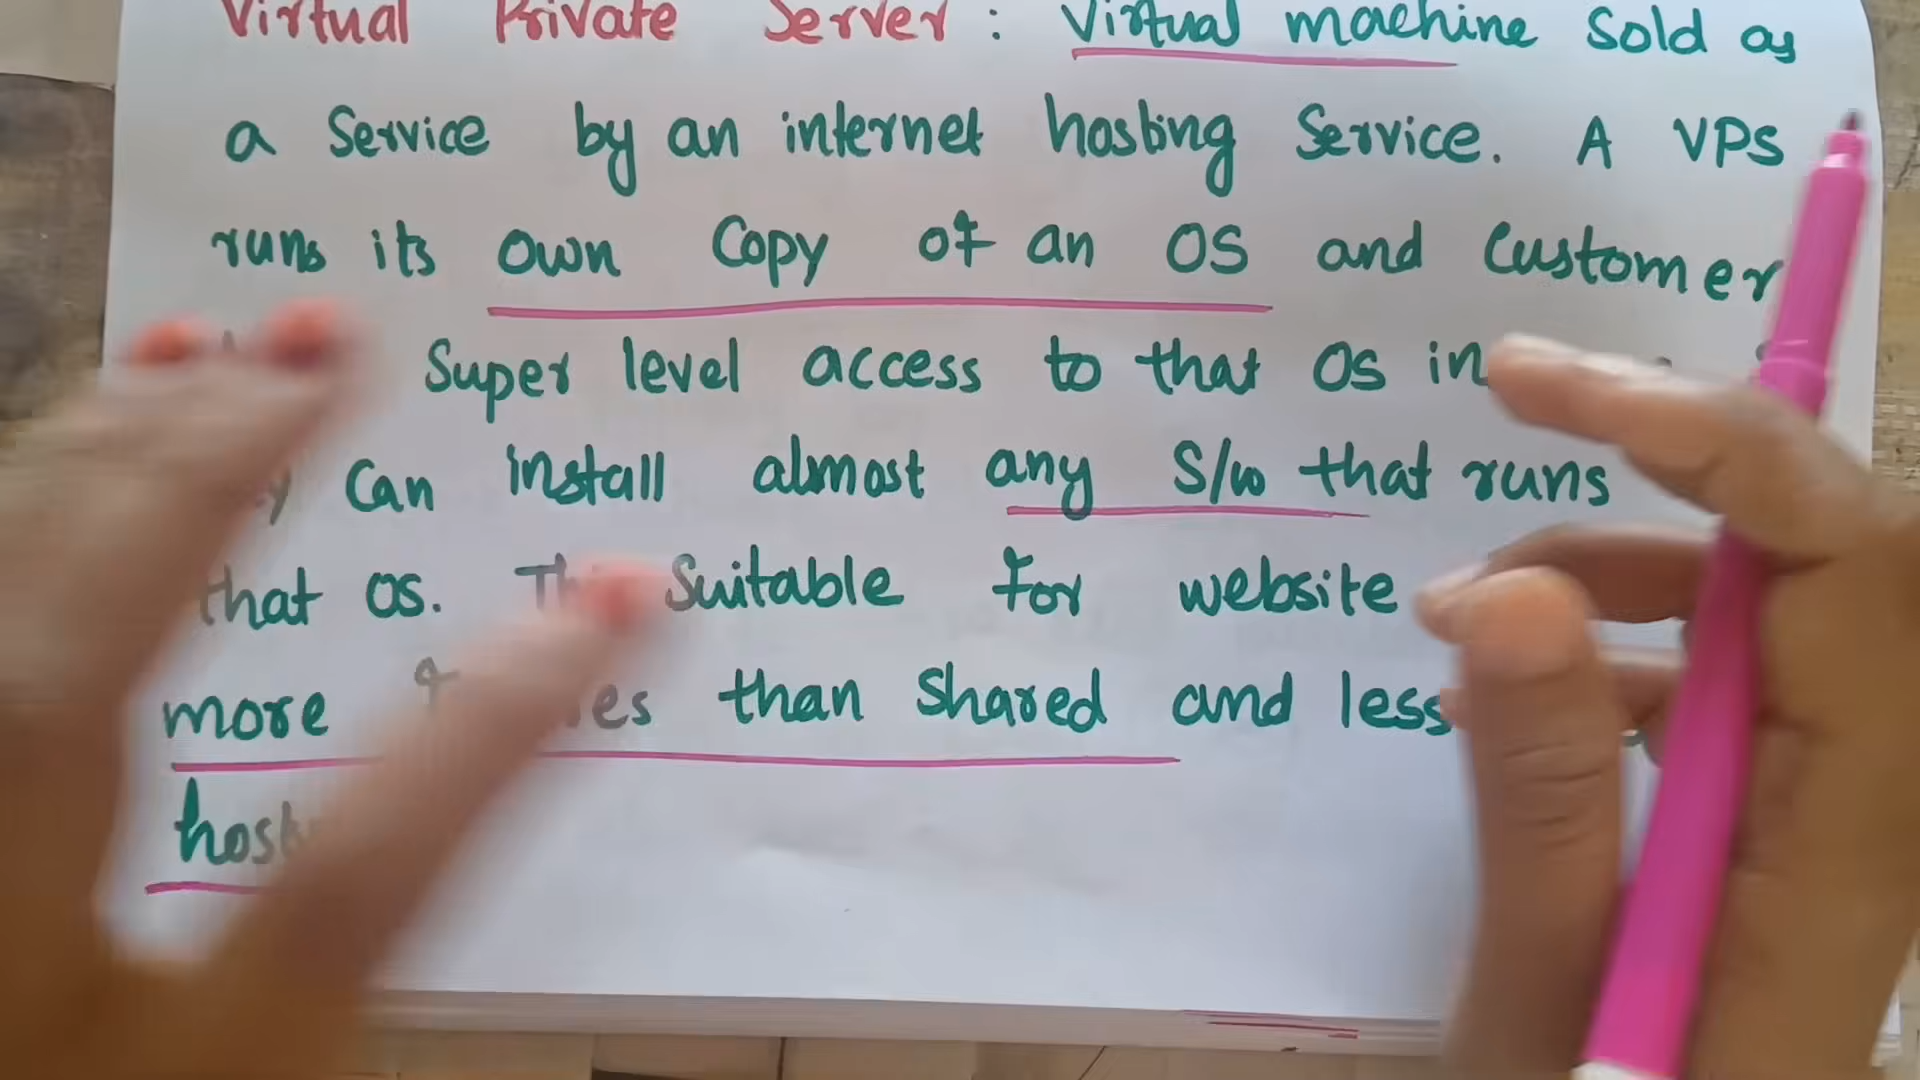 Virtual Private Server : Virtual machine Sold as
a Service by an internet hosting Service. A VPS
runs its own Copy of an OS and Customer
Super level access to that OS in
Can install almost any S/w that runs
that OS. Suitable for website
more than Shared and less